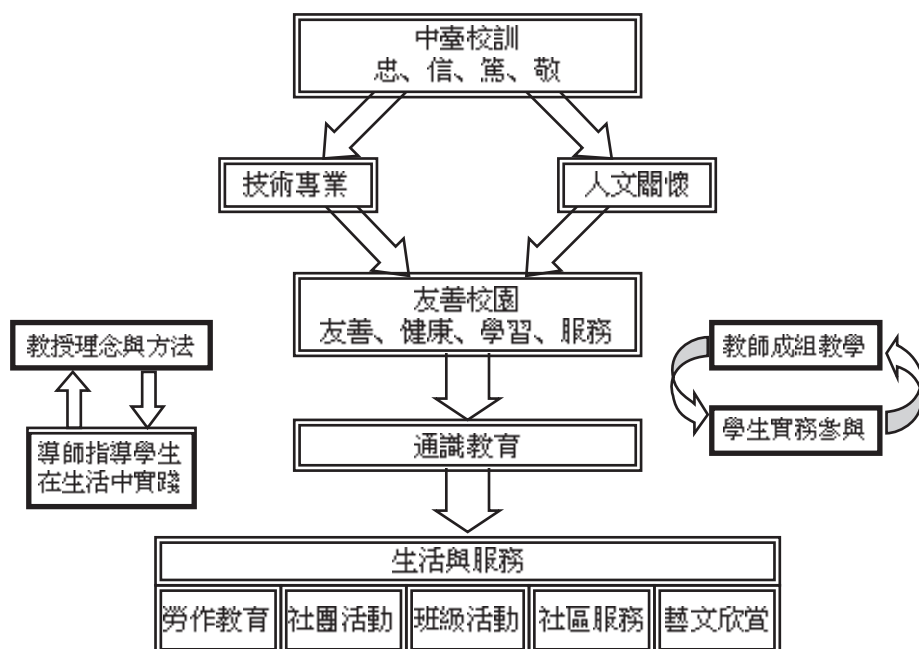 中臺校訓
忠、信、篤、敬
技術專業
人文關懷
友善校園
友善、健康、學習、服務
教授理念與方法
導師指導學生
在生活中實踐
教師成組教學
學生實務參與
通識教育
生活與服務
勞作教育
社團活動
班級活動
社區服務
藝文欣賞